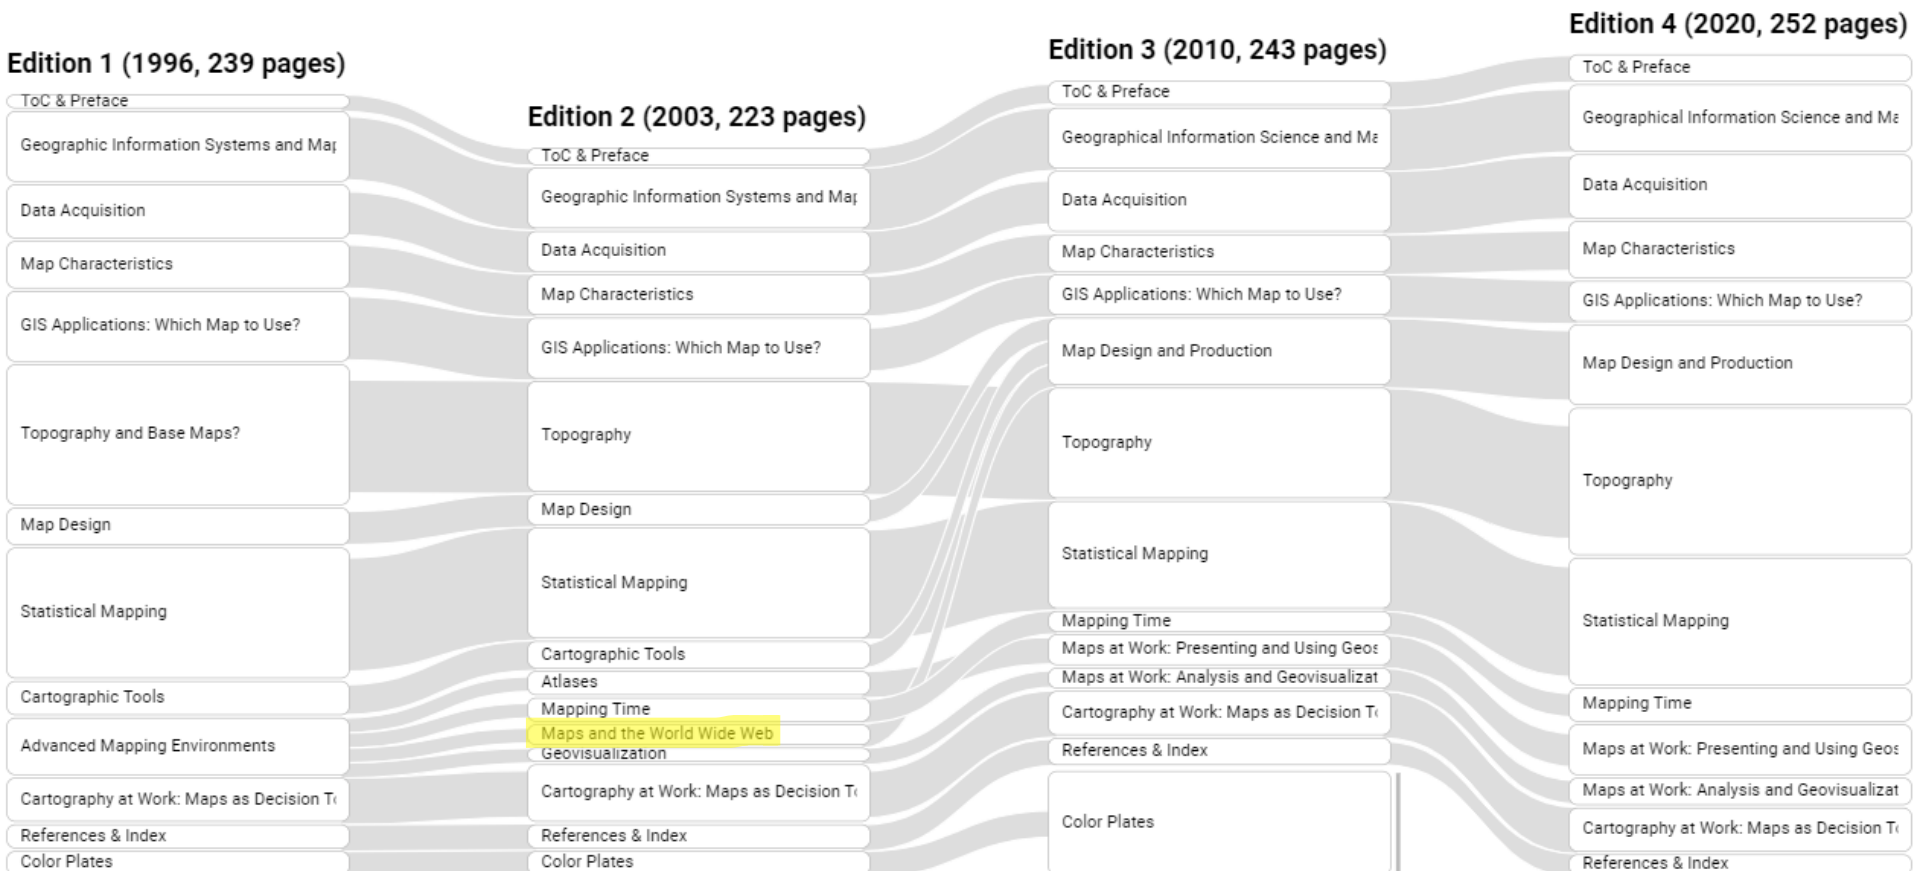 Edition 1 (1996, 239 pages)
ToC & Preface
Geographic Information Systems and Map
Data Acquisition
Map Characteristics
GIS Applications: Which Map to Use?
Topography and Base Maps?
Map Design
Statistical Mapping
Cartographic Tools
Advanced Mapping Environments
Cartography at Work: Maps as Decision To
References & Index
Color Plates
Edition 2 (2003, 223 pages)
ToC & Preface
Geographic Information Systems and Map
Data Acquisition
Map Characteristics
GIS Applications: Which Map to Use?
Topography
Map Design
Statistical Mapping
Cartographic Tools
Atlases
Mapping Time
Maps and the World Wide Web
Geovisualization
Cartography at Work: Maps as Decision To
References & Index
Color Plates
Edition 3 (2010, 243 pages)
ToC & Preface
Geographical Information Science and Ma
Data Acquisition
Map Characteristics
GIS Applications: Which Map to Use?
Map Design and Production
Topography
Statistical Mapping
Mapping Time
Maps at Work: Presenting and Using Geos
Maps at Work: Analysis and Geovisualizat
Cartography at Work: Maps as Decision To
References & Index
Color Plates
Edition 4 (2020, 252 pages)
ToC & Preface
Geographical Information Science and Ma
Data Acquisition
Map Characteristics
GIS Applications: Which Map to Use?
Map Design and Production
Topography
Statistical Mapping
Mapping Time
Maps at Work: Presenting and Using Geos
Maps at Work: Analysis and Geovisualizat
Cartography at Work: Maps as Decision To
References & Index